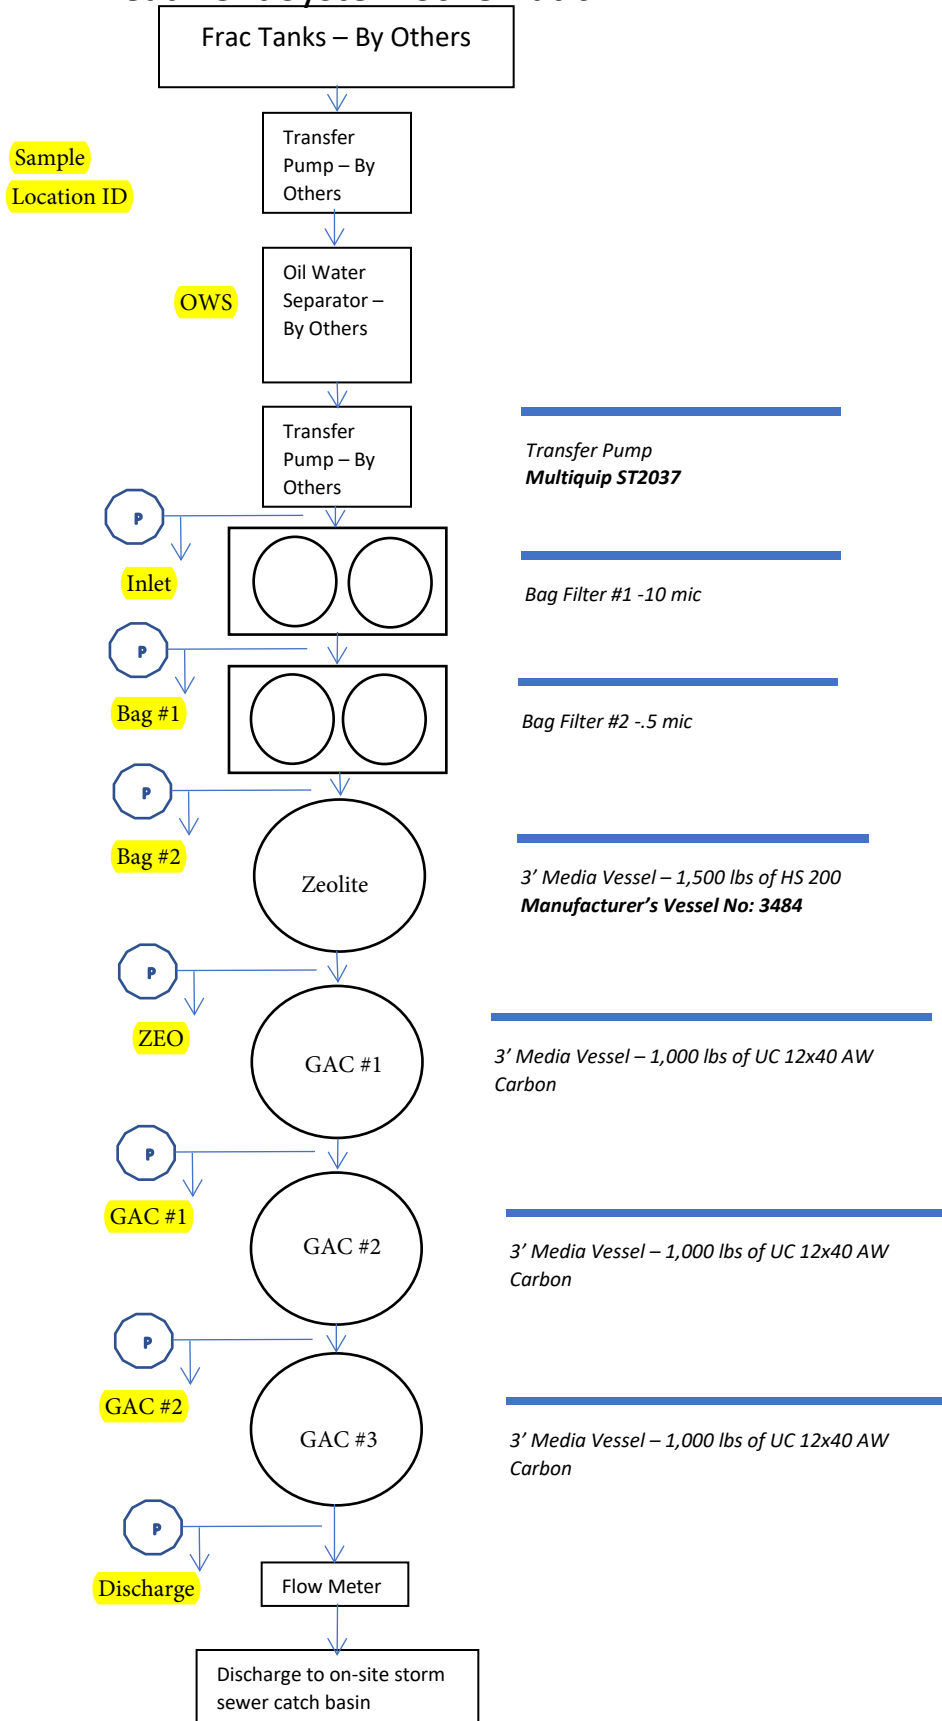 Frac Tanks – By Others
Sample
Location ID
Transfer
Pump – By
Others
OWS
Oil Water
Separator –
By Others
Transfer
Pump – By
Others
Transfer Pump
Multiquip ST2037
P
Inlet
Bag Filter #1 -10 mic
P
Bag #1
Bag Filter #2 -.5 mic
P
Bag #2
Zeolite
3’ Media Vessel – 1,500 lbs of HS 200
Manufacturer’s Vessel No: 3484
P
ZEO
GAC #1
3’ Media Vessel – 1,000 lbs of UC 12x40 AW
Carbon
P
GAC #1
GAC #2
3’ Media Vessel – 1,000 lbs of UC 12x40 AW
Carbon
P
GAC #2
GAC #3
3’ Media Vessel – 1,000 lbs of UC 12x40 AW
Carbon
P
Discharge
Flow Meter
Discharge to on-site storm
sewer catch basin